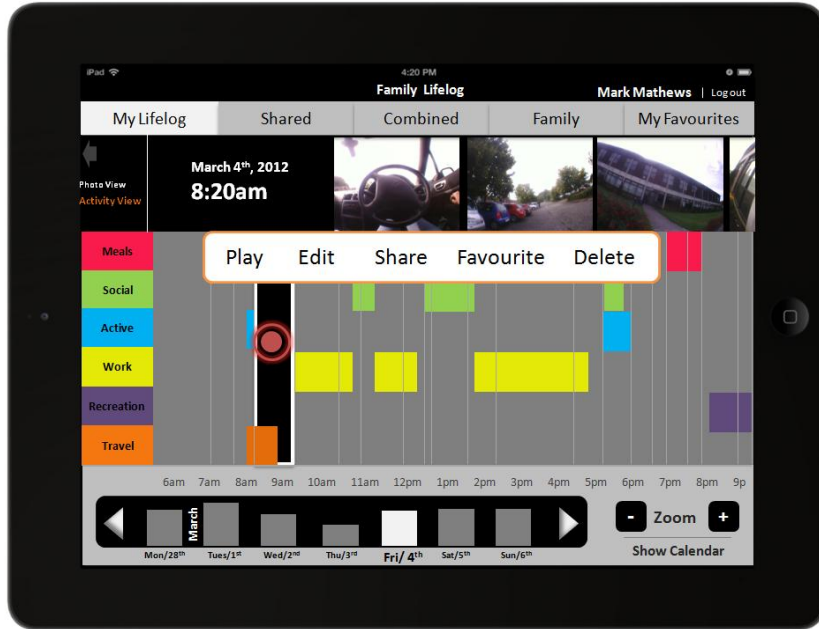 iPad 4:20 PM
Family Lifelog
Mark Mathews | Logout
My Lifelog Shared Combined Family My Favourites
March 4th, 2012
8:20am
Photo View
Activity View
Play Edit Share Favourite Delete
Meals
Social
Active
Work
Recreation
Travel
6am 7am 8am 9am 10am 11am 12pm 1pm 2pm 3pm 4pm 5pm 6pm 7pm 8pm 9p
March
Mon/28th Tues/1st Wed/2nd Thu/3rd Fri/ 4th Sat/5th Sun/6th
- Zoom +
Show Calendar